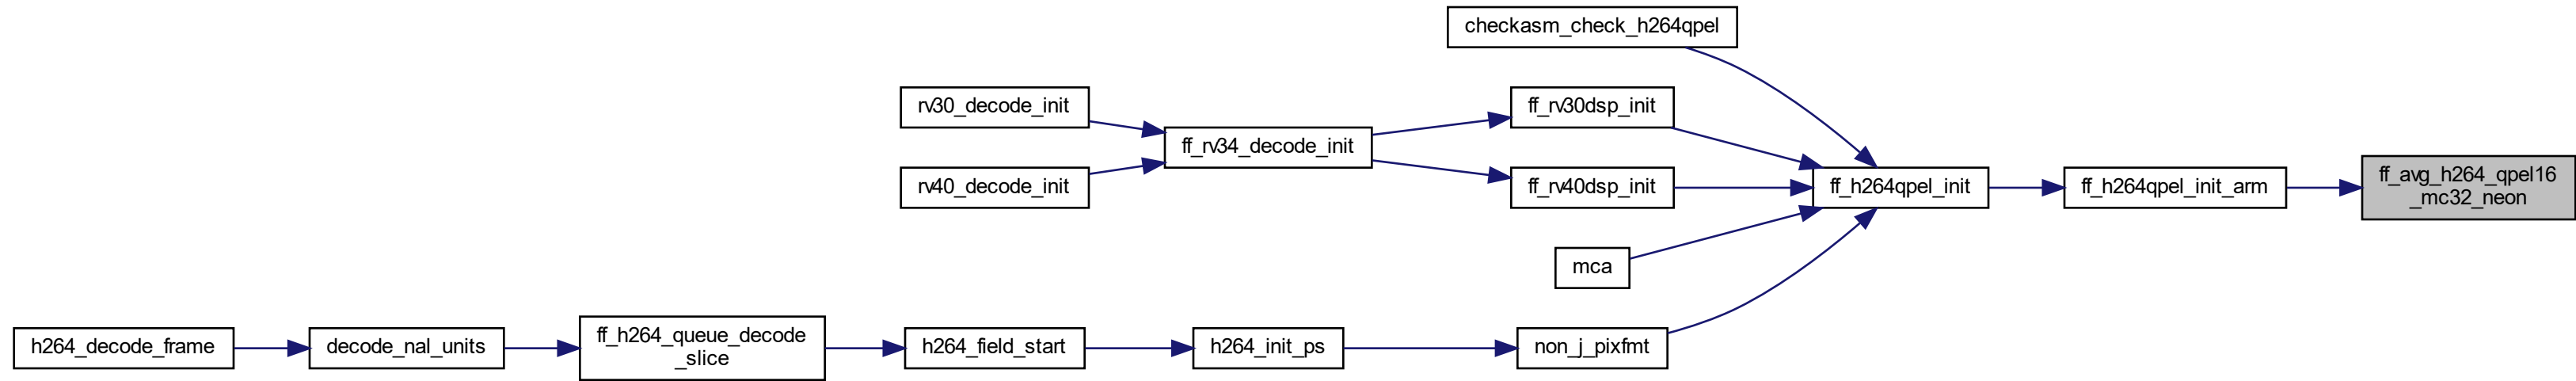 checkasm_check_h264qpel
rv30_decode_init
ff_rv30dsp_init
ff_rv34_decode_init
rv40_decode_init
ff_rv40dsp_init
ff_h264qpel_init
ff_h264qpel_init_arm
ff_avg_h264_qpel16
_mc32_neon
mca
h264_decode_frame
decode_nal_units
ff_h264_queue_decode
_slice
h264_field_start
h264_init_ps
non_j_pixfmt